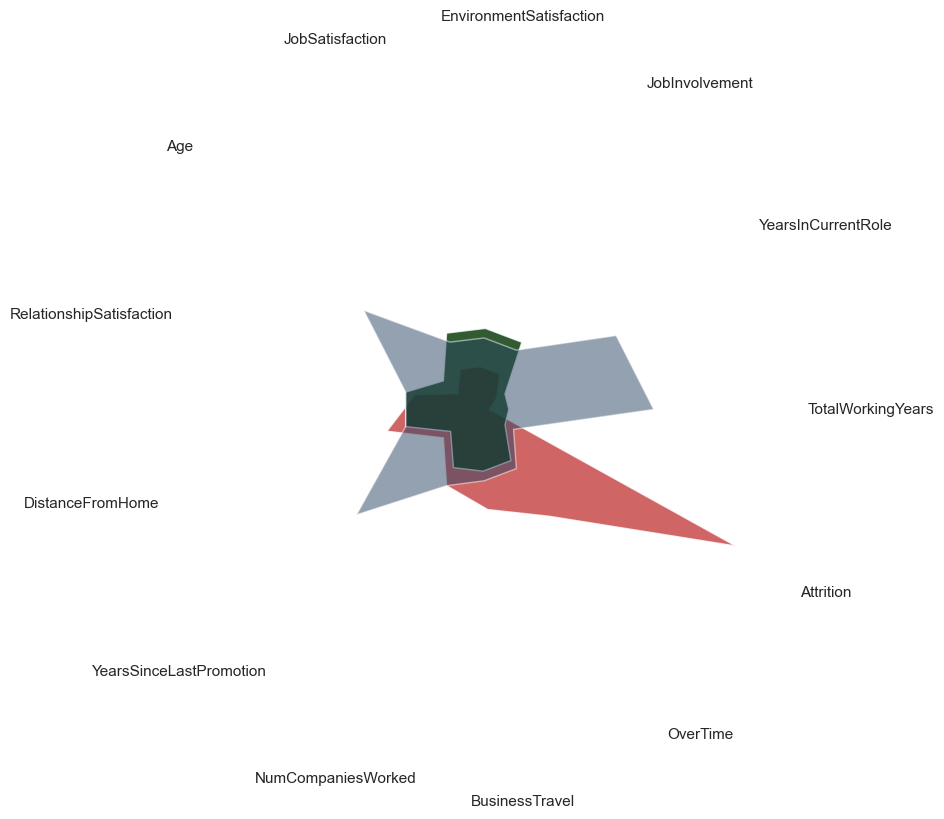 EnvironmentSatisfaction
JobSatisfaction
JobInvolvement
Age
YearsInCurrentRole
RelationshipSatisfaction
TotalWorkingYears
DistanceFromHome
Attrition
YearsSinceLastPromotion
OverTime
NumCompaniesWorked
BusinessTravel